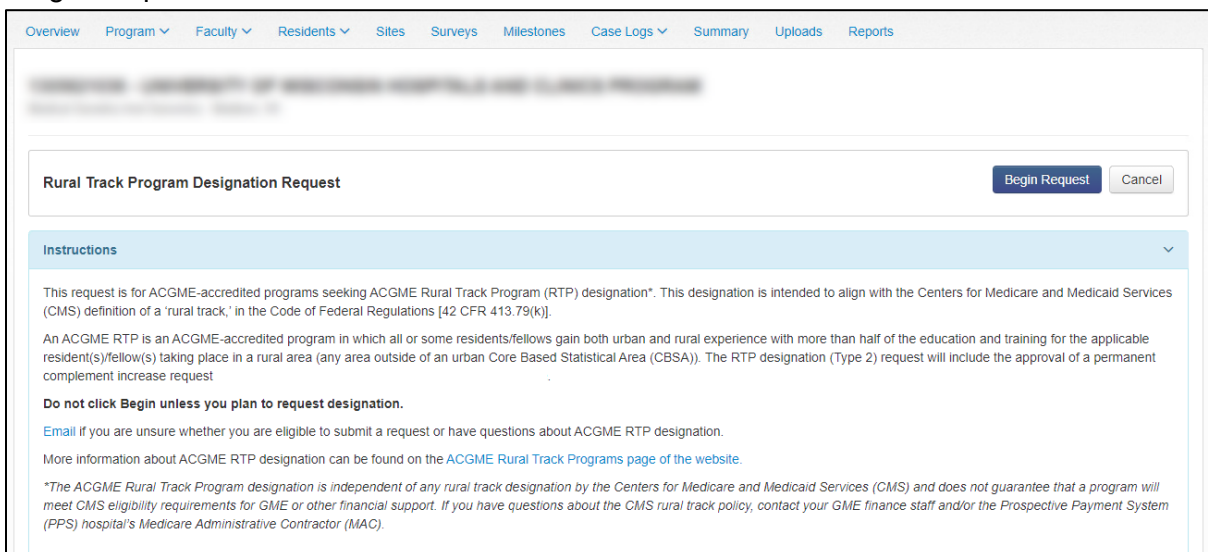 Overview Program Faculty Residents Sites Surveys Milestones Case Logs Summary Uploads Reports
Rural Track Program Designation Request
Begin Request Cancel
Instructions
This request is for ACGME-accredited programs seeking ACGME Rural Track Program (RTP) designation*. This designation is intended to align with the Centers for Medicare and Medicaid Services
(CMS) definition of a 'rural track,' in the Code of Federal Regulations [42 CFR 413.79(k)].
An ACGME RTP is an ACGME-accredited program in which all or some residents/fellows gain both urban and rural experience with more than half of the education and training for the applicable
resident(s)/fellow(s) taking place in a rural area (any area outside of an urban Core Based Statistical Area (CBSA)). The RTP designation (Type 2) request will include the approval of a permanent
complement increase request .
Do not click Begin unless you plan to request designation.
Email if you are unsure whether you are eligible to submit a request or have questions about ACGME RTP designation.
More information about ACGME RTP designation can be found on the ACGME Rural Track Programs page of the website.
*The ACGME Rural Track Program designation is independent of any rural track designation by the Centers for Medicare and Medicaid Services (CMS) and does not guarantee that a program will
meet CMS eligibility requirements for GME or other financial support. If you have questions about the CMS rural track policy, contact your GME finance staff and/or the Prospective Payment System
(PPS) hospital's Medicare Administrative Contractor (MAC).